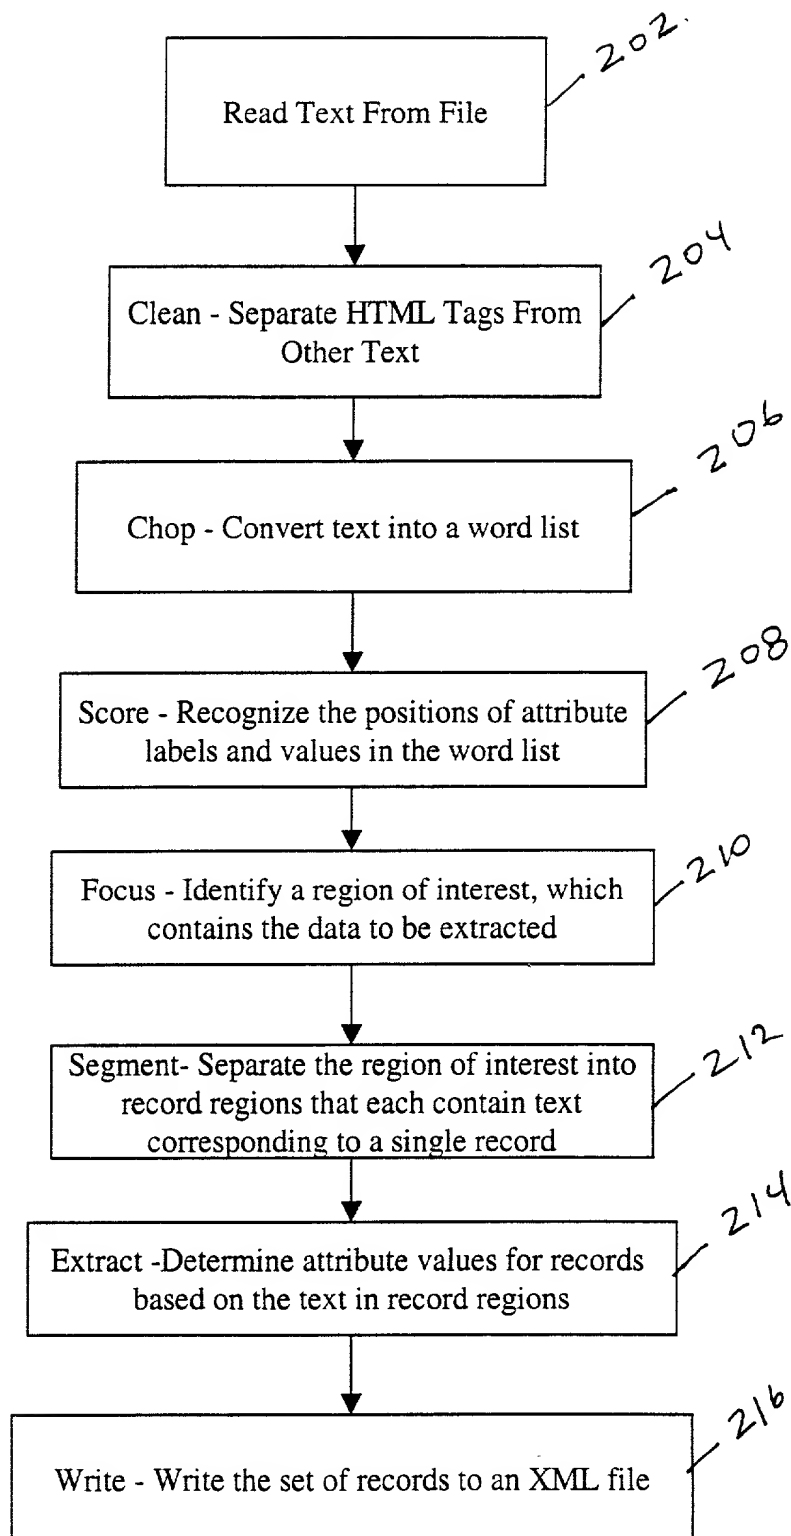 202.
Read Text From File
204
Clean - Separate HTML Tags From
Other Text
206
Chop - Convert text into a word list
208
Score - Recognize the positions of attribute
labels and values in the word list
210
Focus - Identify a region of interest, which
contains the data to be extracted
212
Segment- Separate the region of interest into
record regions that each contain text
corresponding to a single record
214
Extract -Determine attribute values for records
based on the text in record regions
216
Write - Write the set of records to an XML file